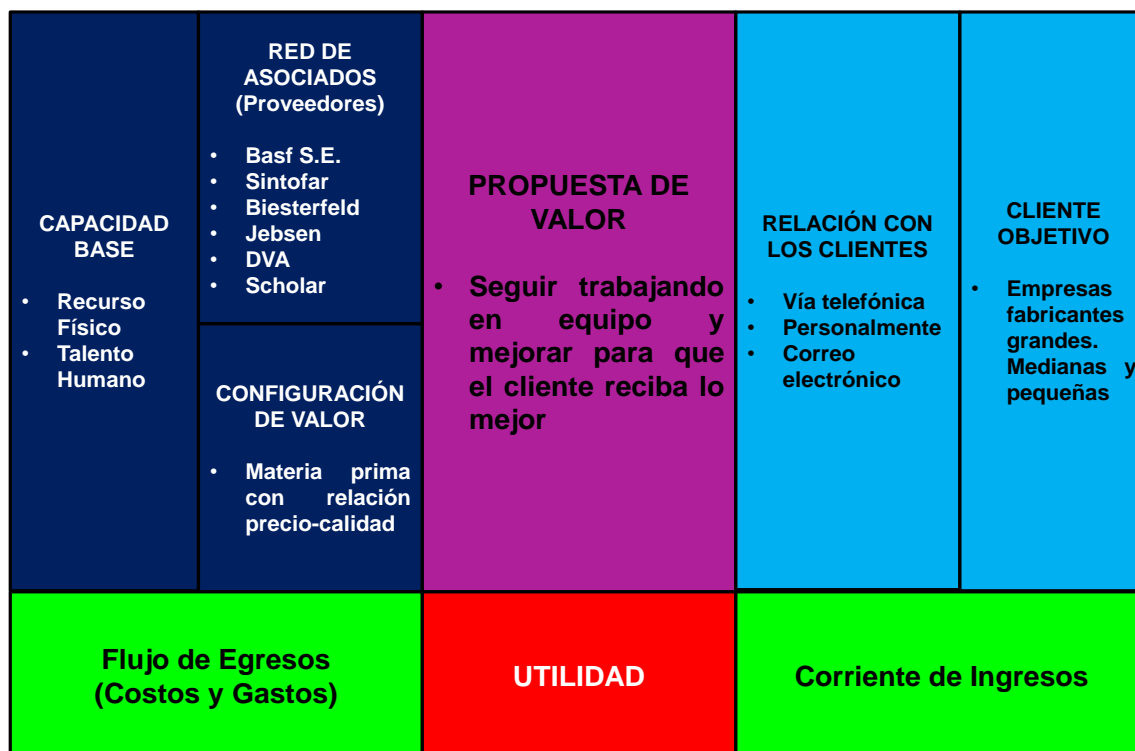 CAPACIDAD
BASE
• Recurso
Físico
• Talento
Humano
RED DE
ASOCIADOS
(Proveedores)
• Basf S.E.
• Sintofar
• Biesterfeld
• Jebsen
• DVA
• Scholar
CONFIGURACIÓN
DE VALOR
• Materia prima
con relación
precio-calidad
PROPUESTA DE
VALOR
• Seguir trabajando
en equipo y
mejorar para que
el cliente reciba lo
mejor
RELACIÓN CON
LOS CLIENTES
• Vía telefónica
• Personalmente
• Correo
electrónico
CLIENTE
OBJETIVO
• Empresas
fabricantes
grandes.
Medianas y
pequeñas
Flujo de Egresos
(Costos y Gastos)
UTILIDAD
Corriente de Ingresos